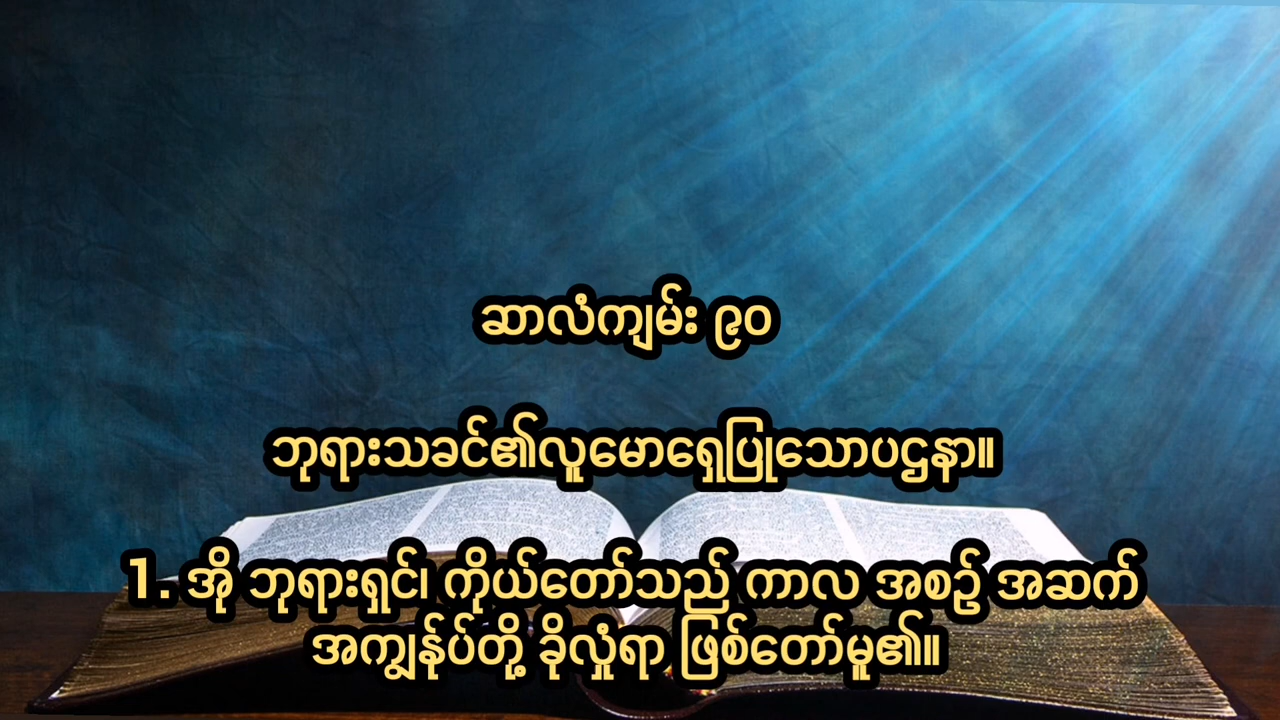 ဆာလံကျမ်း ၉၀
ဘုရားသခင်၏လူမောရှေပြုသောပဌနာ။
1. အို ဘုရားရှင်၊ ကိုယ်တော်သည် ကာလ အစဉ် အဆက်
အကျွန်ုပ်တို့ ခိုလှုံရာ ဖြစ်တော်မူ၏။